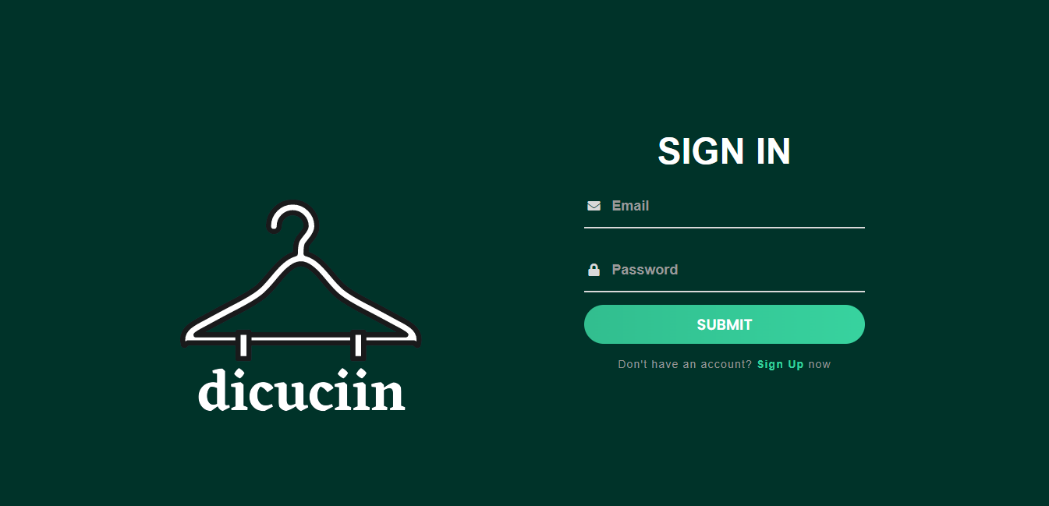 SIGN IN
Email
Password
SUBMIT
Don't have an account? Sign Up now
dicuciin